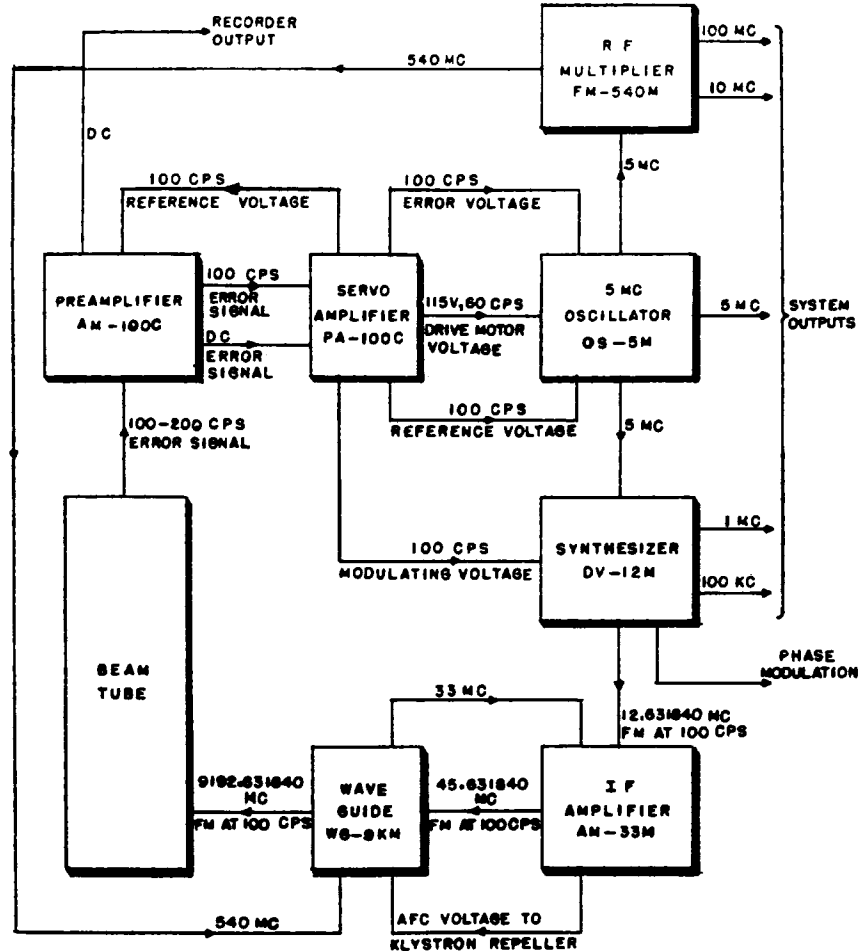 RECORDER
OUTPUT
540 MC
R F
MULTIPLIER
FM-540M
100 MC
10 MC
DC
5 MC
100 CPS
REFERENCE VOLTAGE
100 CPS
ERROR VOLTAGE
PREAMPLIFIER
AM-100C
100 CPS
ERROR
SIGNAL
DC
ERROR
SIGNAL
SERVO
AMPLIFIER
PA-100C
115V, 60 CPS
DRIVE MOTOR
VOLTAGE
5 MC
OSCILLATOR
OS-5M
5 MC
SYSTEM
OUTPUTS
100-200 CPS
ERROR SIGNAL
100 CPS
REFERENCE VOLTAGE
5 MC
100 CPS
MODULATING VOLTAGE
SYNTHESIZER
DV-12M
1 MC
100 KC
BEAM
TUBE
PHASE
MODULATION
33 MC
12.631840 MC
FM AT 100 CPS
9192.631840
MC
FM AT 100 CPS
WAVE
GUIDE
WG-9KM
45.631840
MC
FM AT 100 CPS
I F
AMPLIFIER
AM-33M
540 MC
AFC VOLTAGE TO
KLYSTRON REPELLER